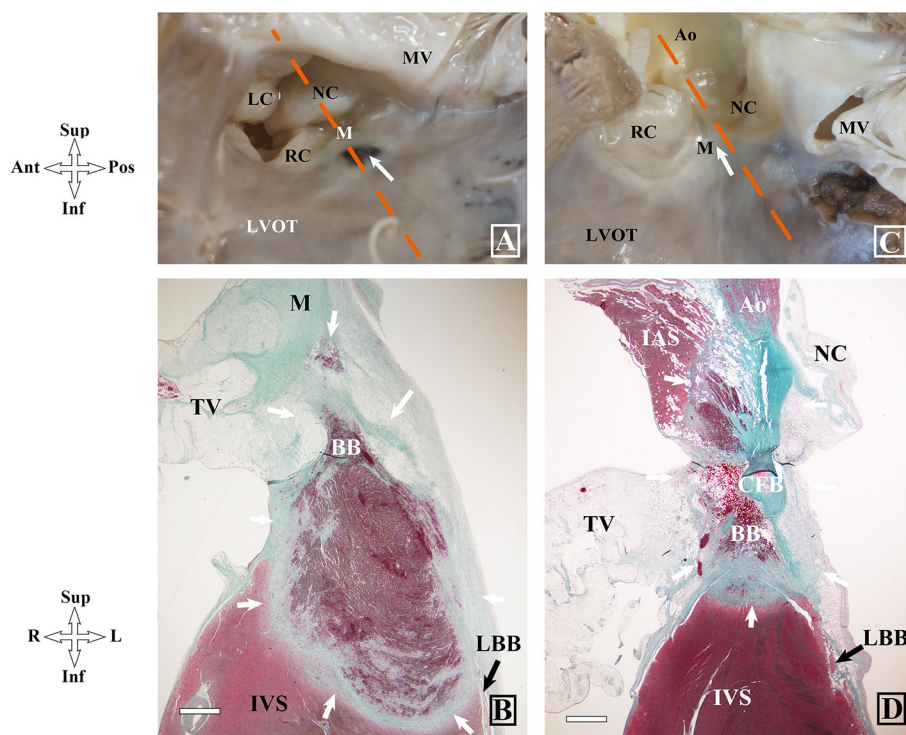 Sup
Ant Pos
Inf
MV
LC
NC
M
RC
LVOT
A
Ao
NC
RC
M
MV
LVOT
C
Sup
R L
Inf
M
TV
BB
LBB
IVS
B
Ao
IAS
NC
CFB
TV
BB
LBB
IVS
D